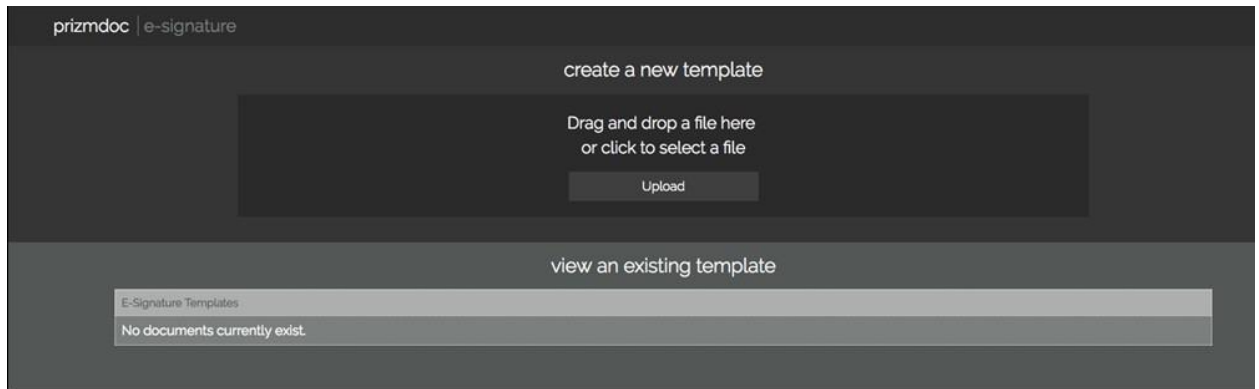 prizmdoc | e-signature
create a new template
Drag and drop a file here
or click to select a file
Upload
view an existing template
E-Signature Templates
No documents currently exist.